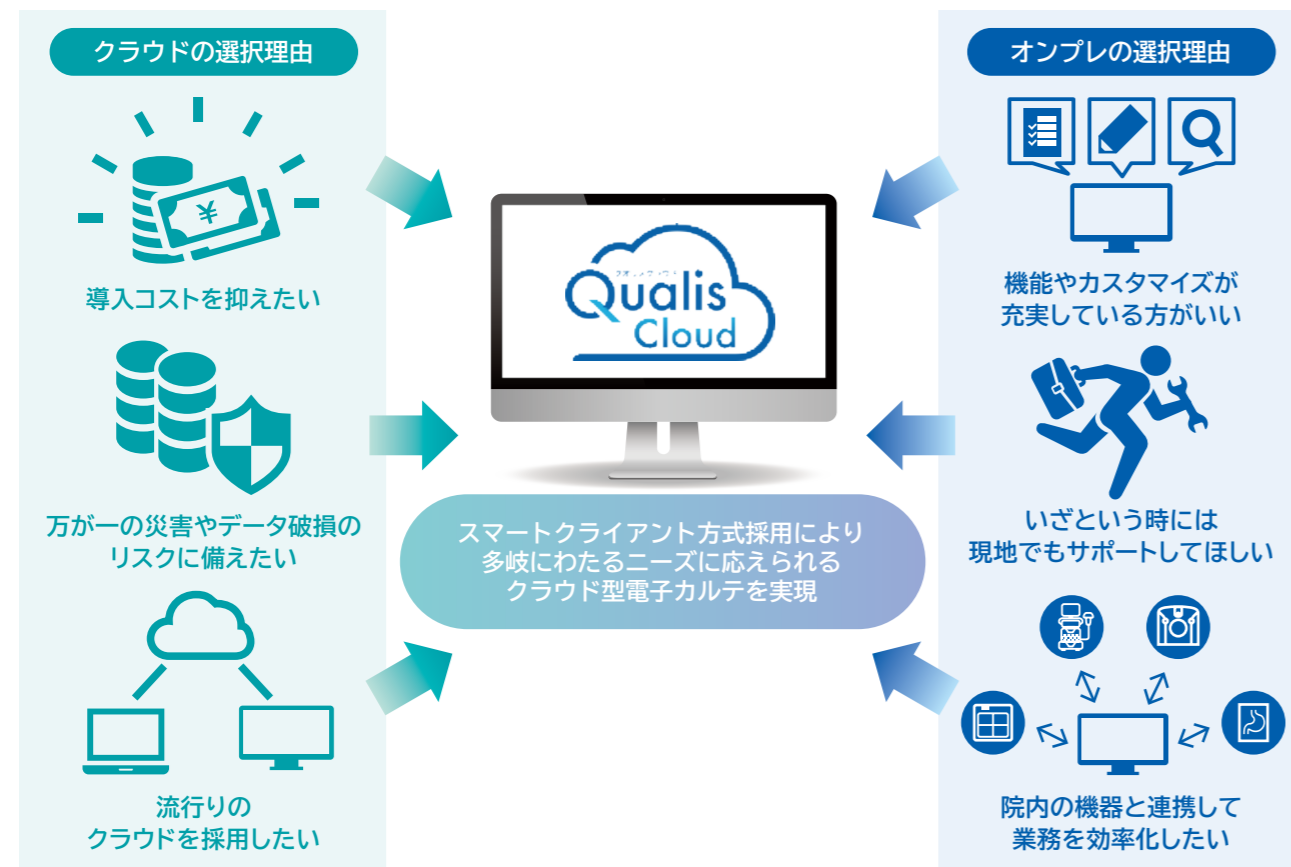 クラウドの選択理由
導入コストを抑えたい
万が一の災害やデータ破損の
リスクに備えたい
流行りの
クラウドを採用したい
¥
クオリスクラウド
Qualis
Cloud
スマートクライアント方式採用により
多岐にわたるニーズに応えられる
クラウド型電子カルテを実現
オンプレの選択理由
機能やカスタマイズが
充実している方がいい
いざという時には
現地でもサポートしてほしい
院内の機器と連携して
業務を効率化したい